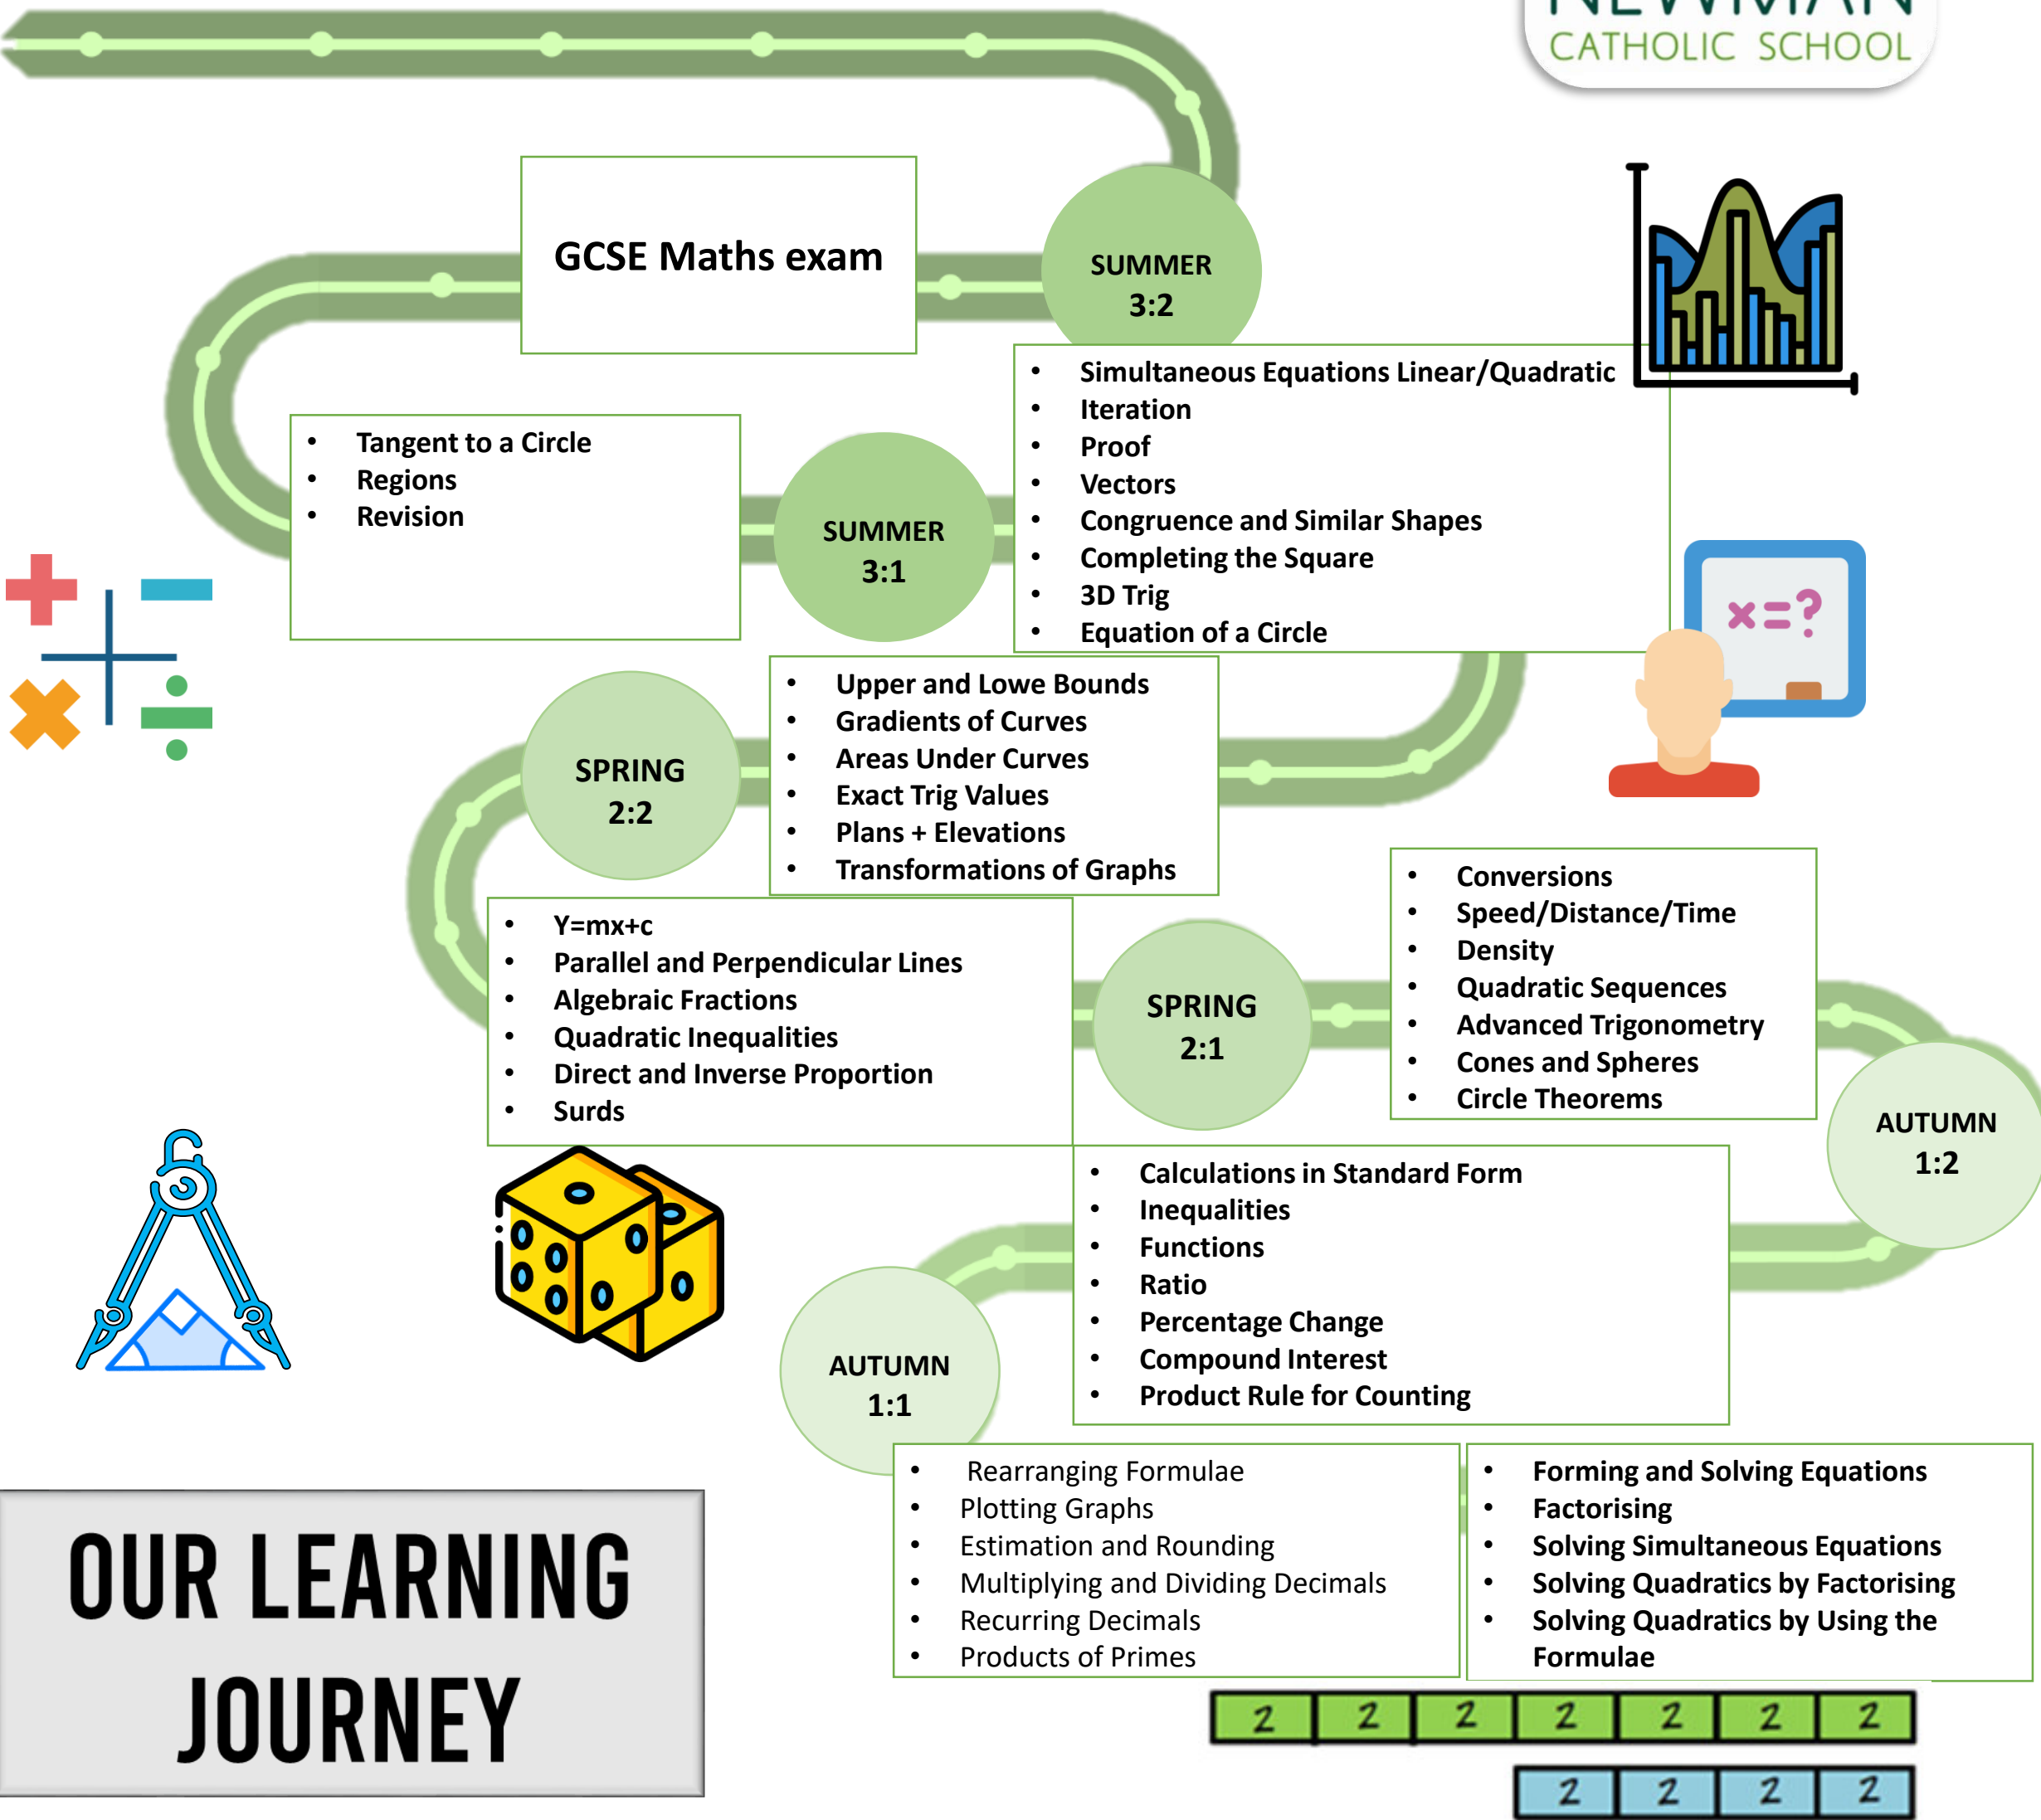 NEWMAN
CATHOLIC SCHOOL
GCSE Maths exam
SUMMER
3:2
• Simultaneous Equations Linear/Quadratic
• Iteration
• Proof
• Vectors
• Congruence and Similar Shapes
• Completing the Square
• 3D Trig
• Equation of a Circle
• Tangent to a Circle
• Regions
• Revision
SUMMER
3:1
x=?
• Upper and Lowe Bounds
• Gradients of Curves
• Areas Under Curves
• Exact Trig Values
• Plans + Elevations
• Transformations of Graphs
SPRING
2:2
• Y=mx+c
• Parallel and Perpendicular Lines
• Algebraic Fractions
• Quadratic Inequalities
• Direct and Inverse Proportion
• Surds
SPRING
2:1
• Conversions
• Speed/Distance/Time
• Density
• Quadratic Sequences
• Advanced Trigonometry
• Cones and Spheres
• Circle Theorems
AUTUMN
1:2
• Calculations in Standard Form
• Inequalities
• Functions
• Ratio
• Percentage Change
• Compound Interest
• Product Rule for Counting
AUTUMN
1:1
• Rearranging Formulae
• Plotting Graphs
• Estimation and Rounding
• Multiplying and Dividing Decimals
• Recurring Decimals
• Products of Primes
• Forming and Solving Equations
• Factorising
• Solving Simultaneous Equations
• Solving Quadratics by Factorising
• Solving Quadratics by Using the
Formulae
OUR LEARNING
JOURNEY
2 2 2 2 2 2 2
2 2 2 2